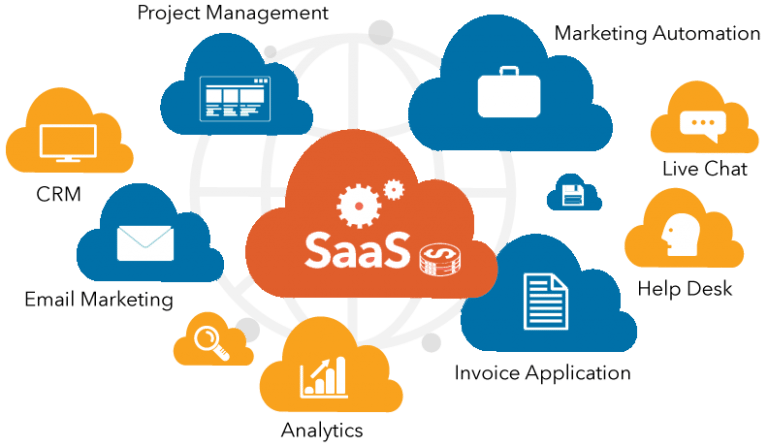 Project Management
Marketing Automation
CRM
Live Chat
SaaS
$
Email Marketing
Help Desk
Invoice Application
Analytics